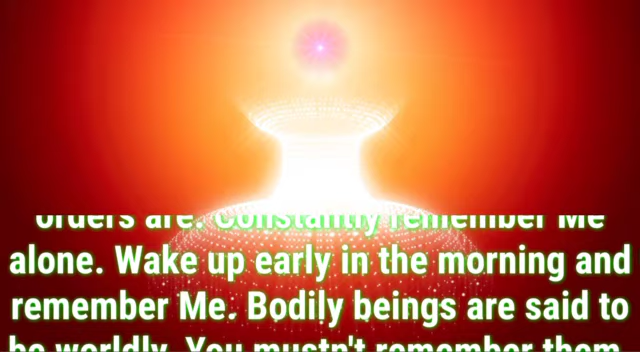 orders are: Constantly remember Me
alone. Wake up early in the morning and
remember Me. Bodily beings are said to
be worldly. You mustn't remember them.